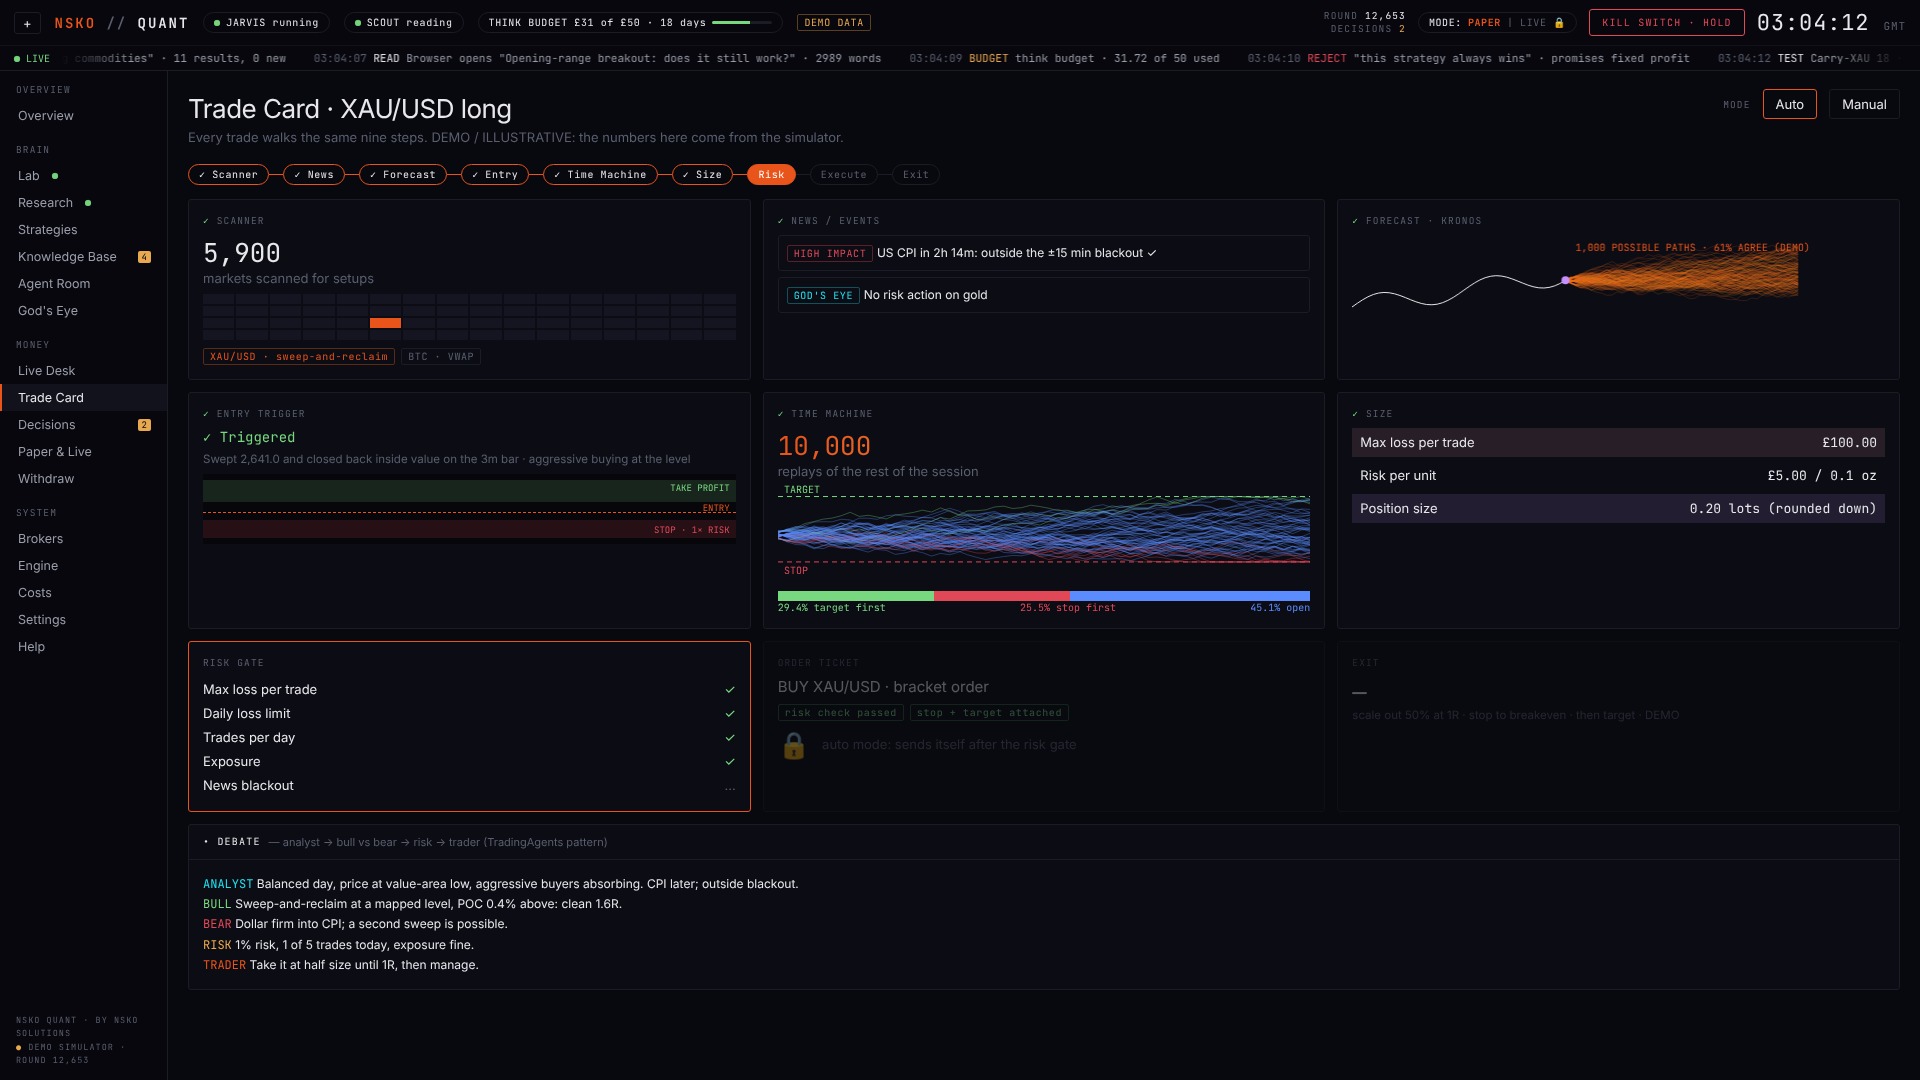 + NSKO // QUANT JARVIS running SCOUT reading THINK BUDGET £31 of £50 · 18 days DEMO DATA ROUND 12,653 DECISIONS 2 MODE: PAPER | LIVE 🔒 KILL SWITCH · HOLD 03:04:12 GMT
LIVE commodities" · 11 results, 0 new 03:04:07 READ Browser opens "Opening-range breakout: does it still work?" · 2989 words 03:04:09 BUDGET think budget · 31.72 of 50 used 03:04:10 REJECT "this strategy always wins" · promises fixed profit 03:04:12 TEST Carry-XAU
OVERVIEW
Overview
BRAIN
Lab
Research
Strategies
Knowledge Base 4
Agent Room
God's Eye
MONEY
Live Desk
Trade Card
Decisions 2
Paper & Live
Withdraw
SYSTEM
Brokers
Engine
Costs
Settings
Help
NSKO QUANT · BY NSKO
SOLUTIONS
DEMO SIMULATOR ·
ROUND 12,653
Trade Card · XAU/USD long
MODE Auto Manual
Every trade walks the same nine steps. DEMO / ILLUSTRATIVE: the numbers here come from the simulator.
✓ Scanner ✓ News ✓ Forecast ✓ Entry ✓ Time Machine ✓ Size Risk Execute Exit
✓ SCANNER
5,900
markets scanned for setups
XAU/USD · sweep-and-reclaim BTC · VWAP
✓ NEWS / EVENTS
HIGH IMPACT US CPI in 2h 14m: outside the ±15 min blackout ✓
GOD'S EYE No risk action on gold
✓ FORECAST · KRONOS
1,000 POSSIBLE PATHS · 61% AGREE (DEMO)
✓ ENTRY TRIGGER
✓ Triggered
Swept 2,641.0 and closed back inside value on the 3m bar · aggressive buying at the level
TAKE PROFIT
ENTRY
STOP · 1× RISK
✓ TIME MACHINE
10,000
replays of the rest of the session
TARGET
STOP
29.4% target first 25.5% stop first 45.1% open
✓ SIZE
Max loss per trade £100.00
Risk per unit £5.00 / 0.1 oz
Position size 0.20 lots (rounded down)
RISK GATE
Max loss per trade ✓
Daily loss limit ✓
Trades per day ✓
Exposure ✓
News blackout …
ORDER TICKET
BUY XAU/USD · bracket order
risk check passed stop + target attached
🔒 auto mode: sends itself after the risk gate
EXIT
—
scale out 50% at 1R · stop to breakeven · then target · DEMO
• DEBATE — analyst → bull vs bear → risk → trader (TradingAgents pattern)
ANALYST Balanced day, price at value-area low, aggressive buyers absorbing. CPI later; outside blackout.
BULL Sweep-and-reclaim at a mapped level, POC 0.4% above: clean 1.6R.
BEAR Dollar firm into CPI; a second sweep is possible.
RISK 1% risk, 1 of 5 trades today, exposure fine.
TRADER Take it at half size until 1R, then manage.